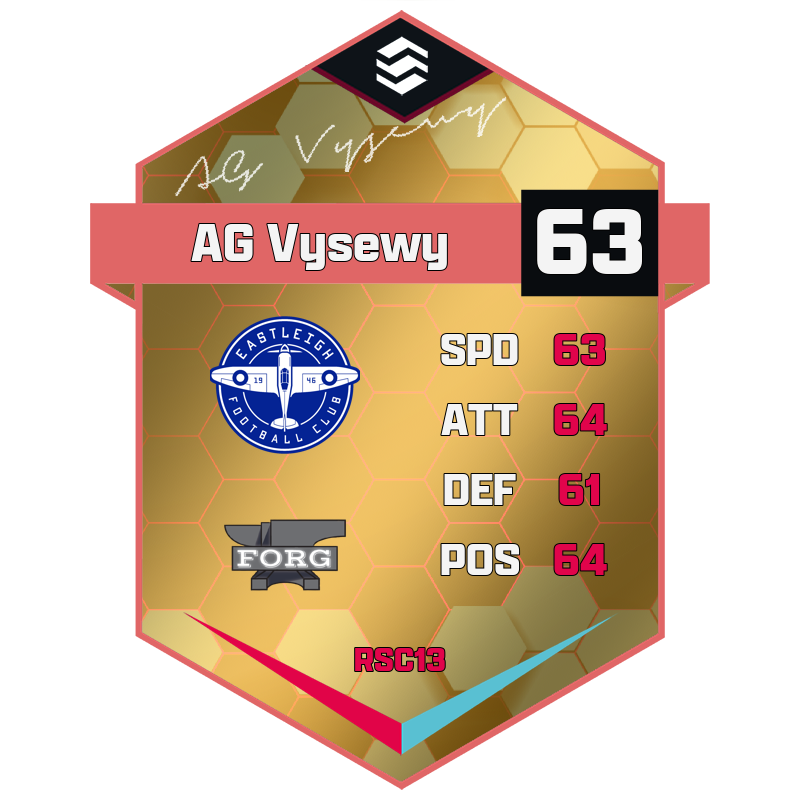 AG Vysewy
AG Vysewy
63
EASTLEIGH
19 46
FOOTBALL CLUB
SPD 63
ATT 64
DEF 61
POS 64
FORG
RSC13